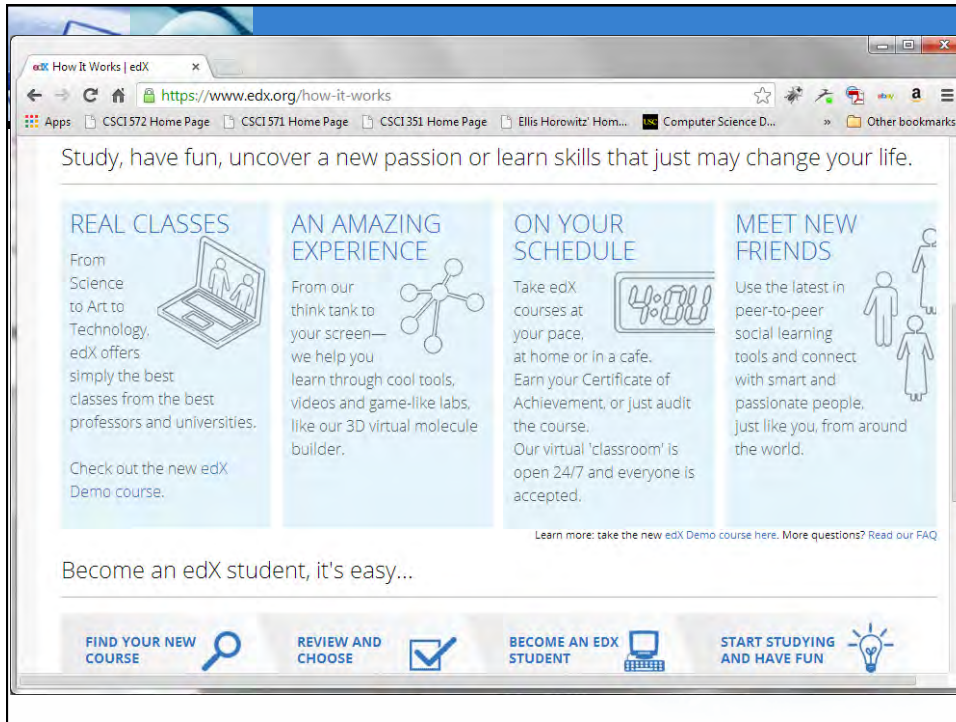 edX How It Works | edX
https://www.edx.org/how-it-works
Apps CSCI 572 Home Page CSCI 571 Home Page CSCI 351 Home Page Ellis Horowitz' Hom... USC Computer Science D... » Other bookmarks
Study, have fun, uncover a new passion or learn skills that just may change your life.
REAL CLASSES
From
Science
to Art to
Technology,
edX offers
simply the best
classes from the best
professors and universities.
Check out the new edX
Demo course.
AN AMAZING
EXPERIENCE
From our
think tank to
your screen—
we help you
learn through cool tools,
videos and game-like labs,
like our 3D virtual molecule
builder.
ON YOUR
SCHEDULE
4:00
Take edX
courses at
your pace,
at home or in a cafe.
Earn your Certificate of
Achievement, or just audit
the course.
Our virtual 'classroom' is
open 24/7 and everyone is
accepted.
MEET NEW
FRIENDS
Use the latest in
peer-to-peer
social learning
tools and connect
with smart and
passionate people,
just like you, from around
the world.
Learn more: take the new edX Demo course here. More questions? Read our FAQ
Become an edX student, it's easy...
FIND YOUR NEW
COURSE
REVIEW AND
CHOOSE
BECOME AN EDX
STUDENT
START STUDYING
AND HAVE FUN